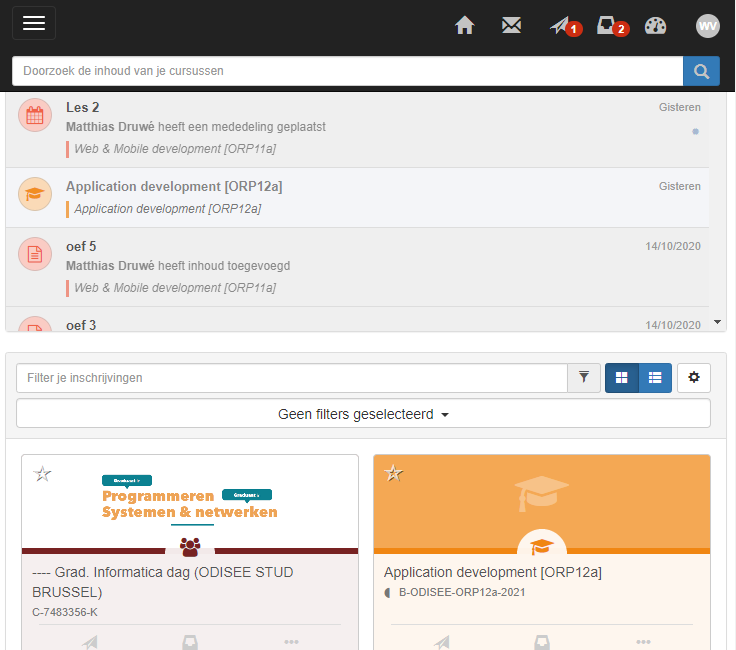 1
2
WV
Doorzoek de inhoud van je cursussen
Les 2
Gisteren
Matthias Druwé heeft een mededeling geplaatst
Web & Mobile development [ORP11a]
Application development [ORP12a]
Gisteren
Application development [ORP12a]
oef 5
14/10/2020
Matthias Druwé heeft inhoud toegevoegd
Web & Mobile development [ORP11a]
oef 3
14/10/2020
Filter je inschrijvingen
Geen filters geselecteerd
Programmeren
Systemen & netwerken
---- Grad. Informatica dag (ODISEE STUD
BRUSSEL)
C-7483356-K
Application development [ORP12a]
B-ODISEE-ORP12a-2021